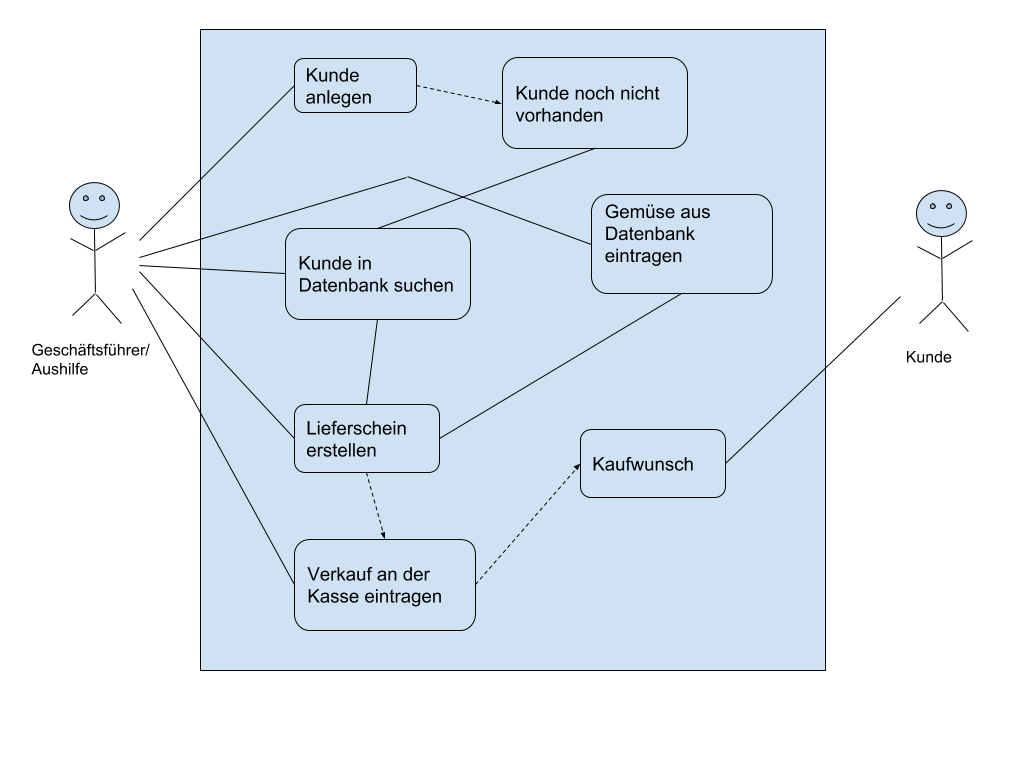 Kunde
anlegen
Kunde noch nicht
vorhanden
Gemüse aus
Datenbank
eintragen
Kunde in
Datenbank suchen
Geschäftsführer/
Aushilfe
Kunde
Lieferschein
erstellen
Kaufwunsch
Verkauf an der
Kasse eintragen